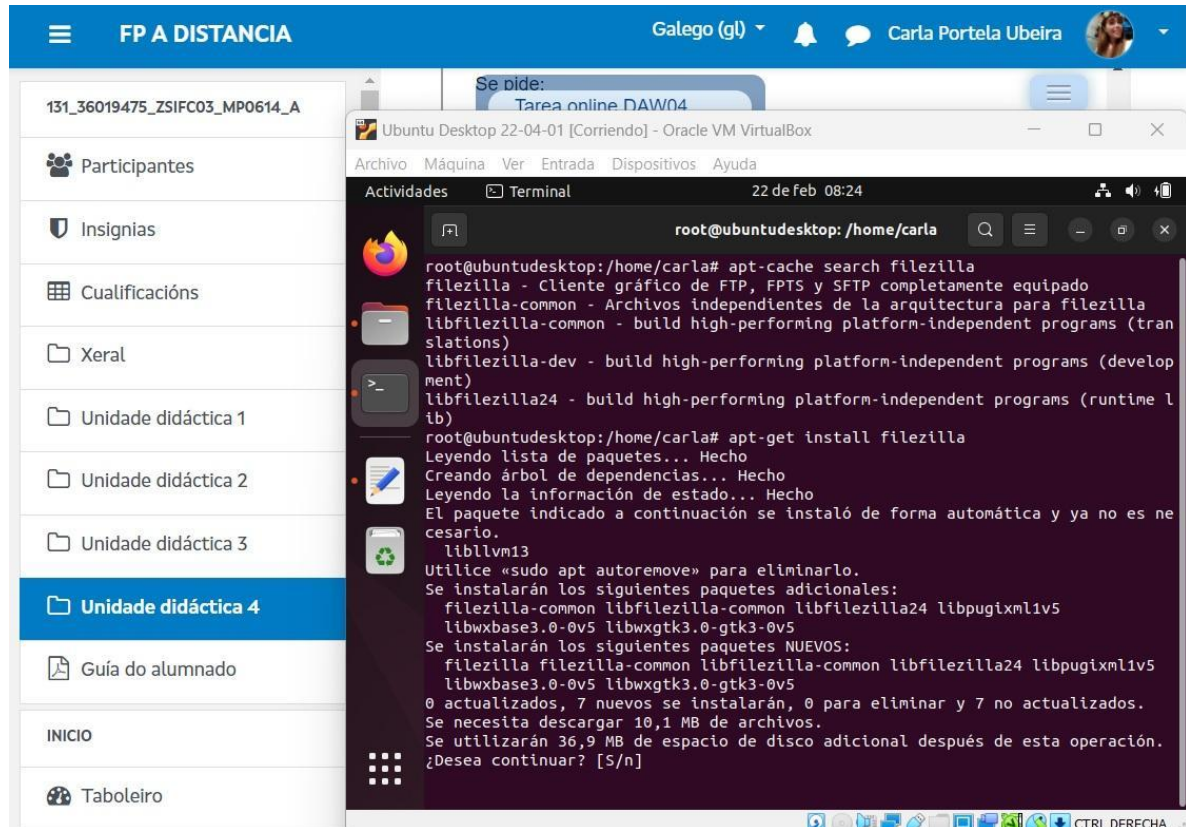 FP A DISTANCIA
Galego (gl)
Carla Portela Ubeira
131_36019475_ZSIFC03_MP0614_A
Participantes
Insignias
Cualificacións
Xeral
Unidade didáctica 1
Unidade didáctica 2
Unidade didáctica 3
Unidade didáctica 4
Guía do alumnado
INICIO
Taboleiro
Se pide:
Tarea online DAW04
Ubuntu Desktop 22-04-01 [Corriendo] - Oracle VM VirtualBox
Archivo Máquina Ver Entrada Dispositivos Ayuda
Actividades Terminal 22 de feb 08:24
root@ubuntudesktop: /home/carla
root@ubuntudesktop:/home/carla# apt-cache search filezilla
filezilla - Cliente gráfico de FTP, FPTS y SFTP completamente equipado
filezilla-common - Archivos independientes de la arquitectura para filezilla
libfilezilla-common - build high-performing platform-independent programs (tran
slations)
libfilezilla-dev - build high-performing platform-independent programs (develop
ment)
libfilezilla24 - build high-performing platform-independent programs (runtime l
ib)
root@ubuntudesktop:/home/carla# apt-get install filezilla
Leyendo lista de paquetes... Hecho
Creando árbol de dependencias... Hecho
Leyendo la información de estado... Hecho
El paquete indicado a continuación se instaló de forma automática y ya no es ne
cesario.
libllvm13
Utilice «sudo apt autoremove» para eliminarlo.
Se instalarán los siguientes paquetes adicionales:
filezilla-common libfilezilla-common libfilezilla24 libpugixml1v5
libwxbase3.0-0v5 libwxgtk3.0-gtk3-0v5
Se instalarán los siguientes paquetes NUEVOS:
filezilla filezilla-common libfilezilla-common libfilezilla24 libpugixml1v5
libwxbase3.0-0v5 libwxgtk3.0-gtk3-0v5
0 actualizados, 7 nuevos se instalarán, 0 para eliminar y 7 no actualizados.
Se necesita descargar 10,1 MB de archivos.
Se utilizarán 36,9 MB de espacio de disco adicional después de esta operación.
¿Desea continuar? [S/n]
CTRL DERECHA